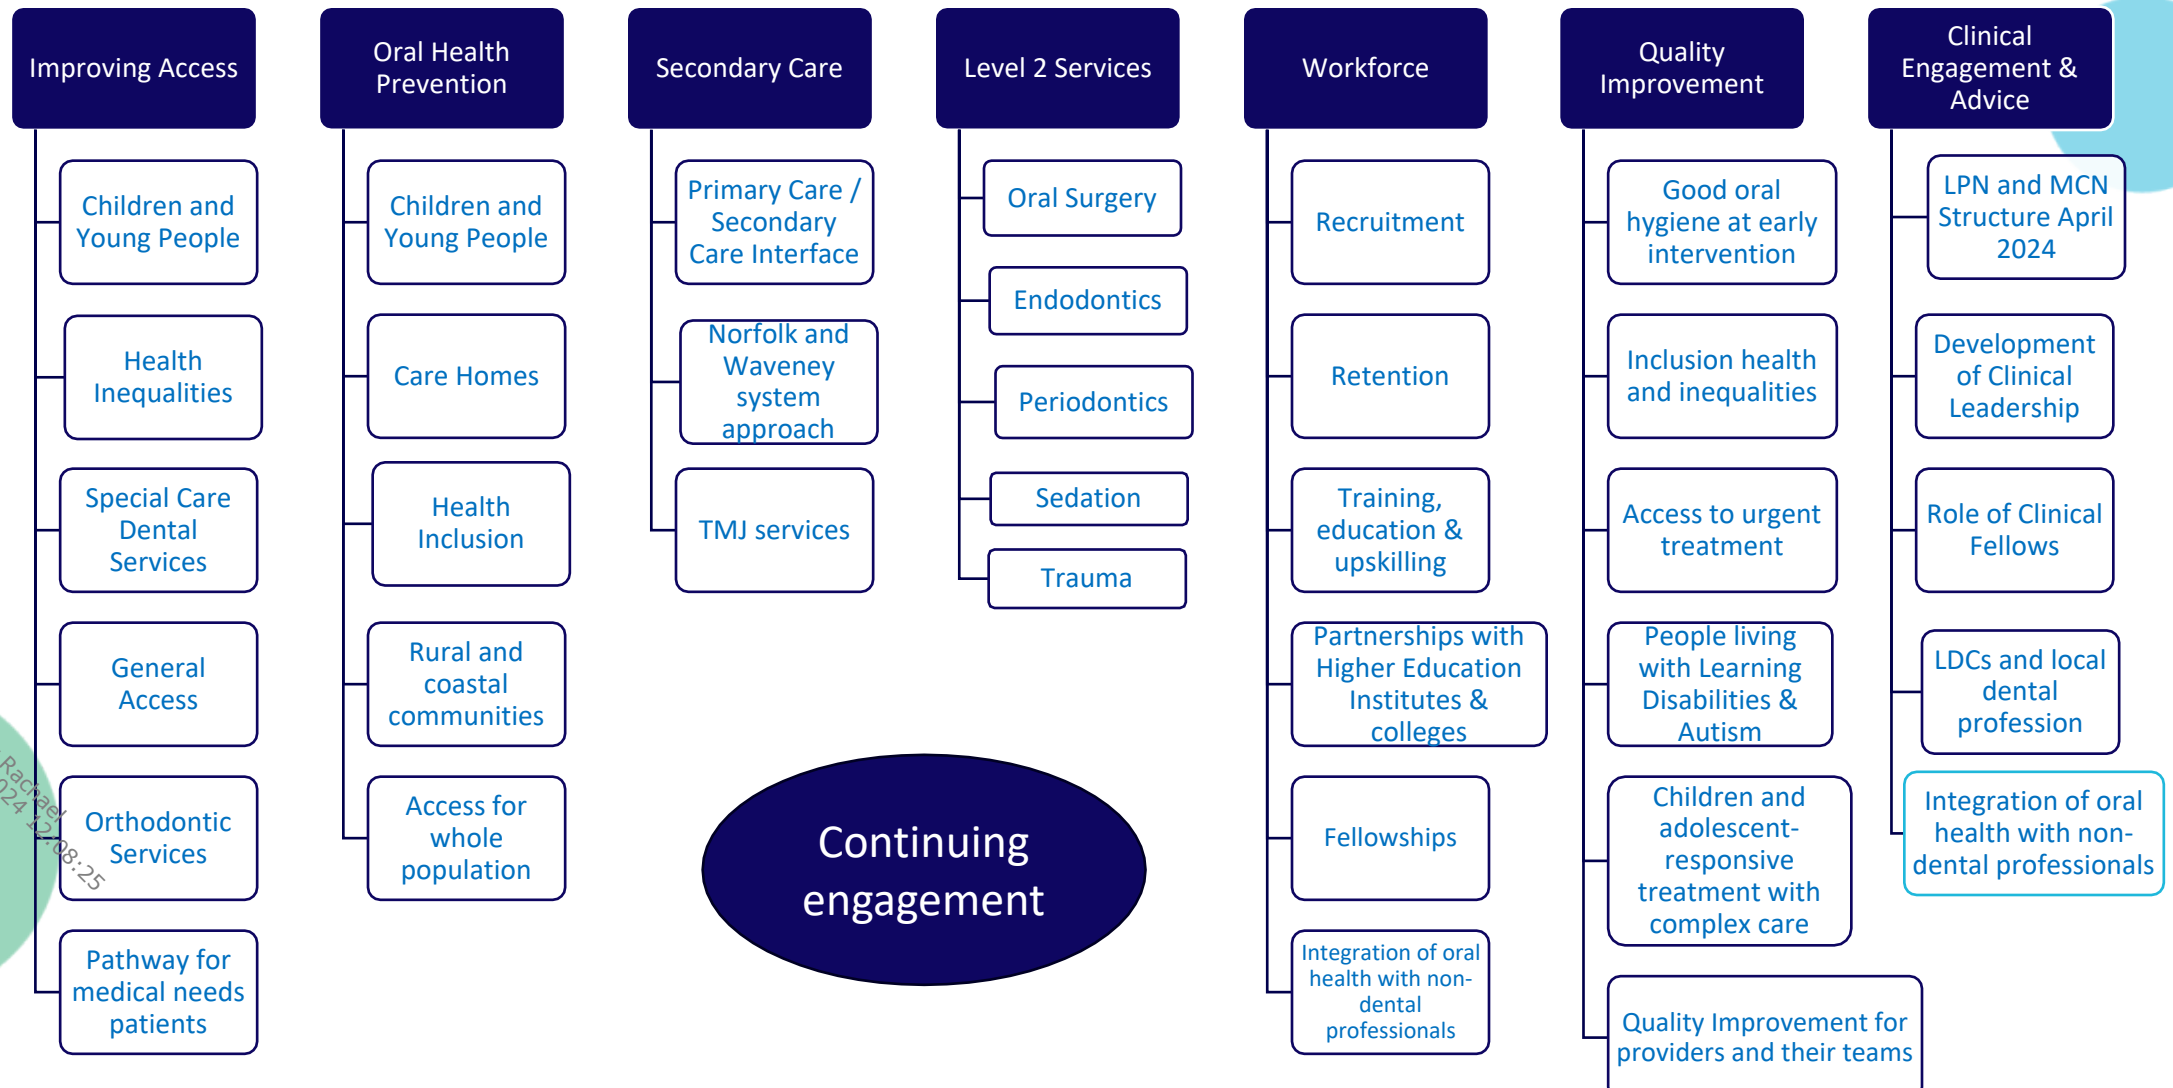 Improving Access
Children and
Young People
Health
Inequalities
Special Care
Dental
Services
General
Access
Orthodontic
Services
Pathway for
medical needs
patients
Oral Health
Prevention
Children and
Young People
Care Homes
Health
Inclusion
Rural and
coastal
communities
Access for
whole
population
Secondary Care
Primary Care /
Secondary
Care Interface
Norfolk and
Waveney
system
approach
TMJ services
Level 2 Services
Oral Surgery
Endodontics
Periodontics
Sedation
Trauma
Workforce
Recruitment
Retention
Training,
education &
upskilling
Partnerships with
Higher Education
Institutes &
colleges
Fellowships
Integration of oral
health with non-
dental
professionals
Quality
Improvement
Good oral
hygiene at early
intervention
Inclusion health
and inequalities
Access to urgent
treatment
People living
with Learning
Disabilities &
Autism
Children and
adolescent-
responsive
treatment with
complex care
Quality Improvement for
providers and their teams
Clinical
Engagement &
Advice
LPN and MCN
Structure April
2024
Development
of Clinical
Leadership
Role of Clinical
Fellows
LDCs and local
dental
profession
Integration of oral
health with non-
dental professionals
Continuing
engagement
Rachael
12:08:25